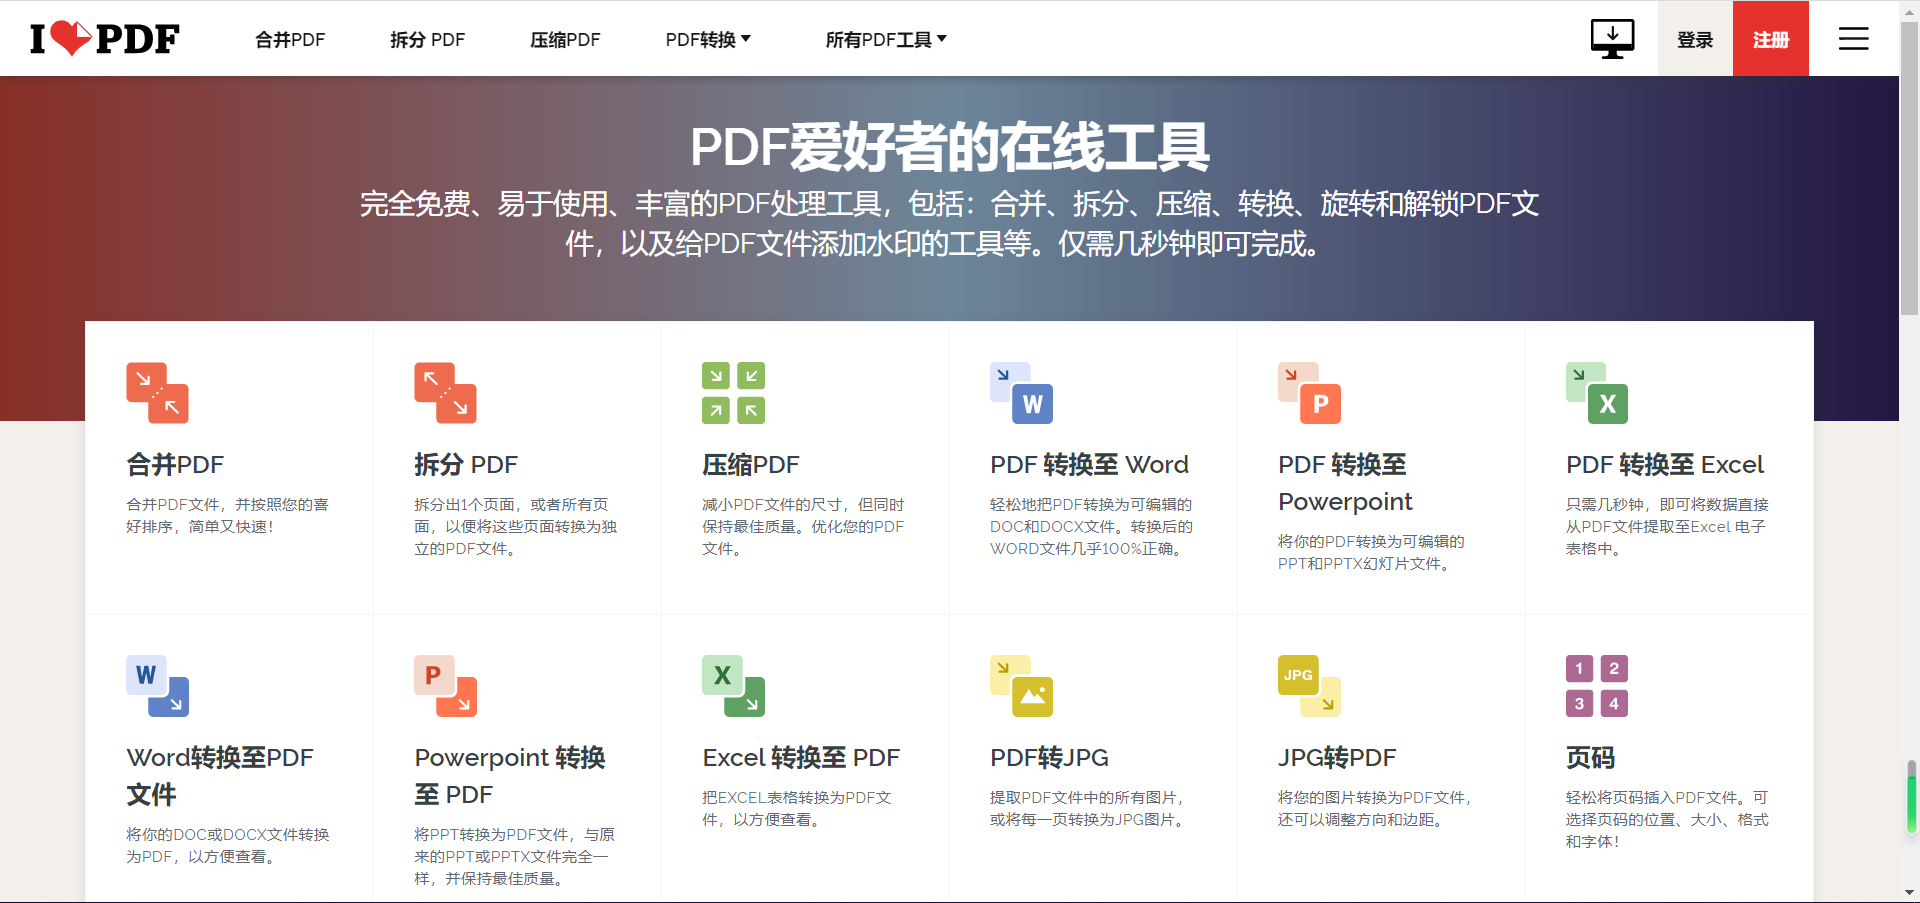 I PDF
合并PDF
拆分 PDF
压缩PDF
PDF转换
所有PDF工具
登录
注册
PDF爱好者的在线工具
完全免费、易于使用、丰富的PDF处理工具，包括：合并、拆分、压缩、转换、旋转和解锁PDF文
件，以及给PDF文件添加水印的工具等。仅需几秒钟即可完成。
合并PDF
合并PDF文件，并按照您的喜
好排序，简单又快速！
拆分 PDF
拆分出1个页面，或者所有页
面，以便将这些页面转换为独
立的PDF文件。
压缩PDF
减小PDF文件的尺寸，但同时
保持最佳质量。优化您的PDF
文件。
W
PDF 转换至 Word
轻松地把PDF转换为可编辑的
DOC和DOCX文件。转换后的
WORD文件几乎100%正确。
P
PDF 转换至
Powerpoint
将你的PDF转换为可编辑的
PPT和PPTX幻灯片文件。
X
PDF 转换至 Excel
只需几秒钟，即可将数据直接
从PDF文件提取至Excel 电子
表格中。
W
Word转换至PDF
文件
将你的DOC或DOCX文件转换
为PDF，以方便查看。
P
Powerpoint 转换
至 PDF
将PPT转换为PDF文件，与原
来的PPT或PPTX文件完全一
样，并保持最佳质量。
X
Excel 转换至 PDF
把EXCEL表格转换为PDF文
件，以方便查看。
PDF转JPG
提取PDF文件中的所有图片，
或将每一页转换为JPG图片。
JPG
JPG转PDF
将您的图片转换为PDF文件，
还可以调整方向和边距。
1 2
3 4
页码
轻松将页码插入PDF文件。可
选择页码的位置、大小、格式
和字体！